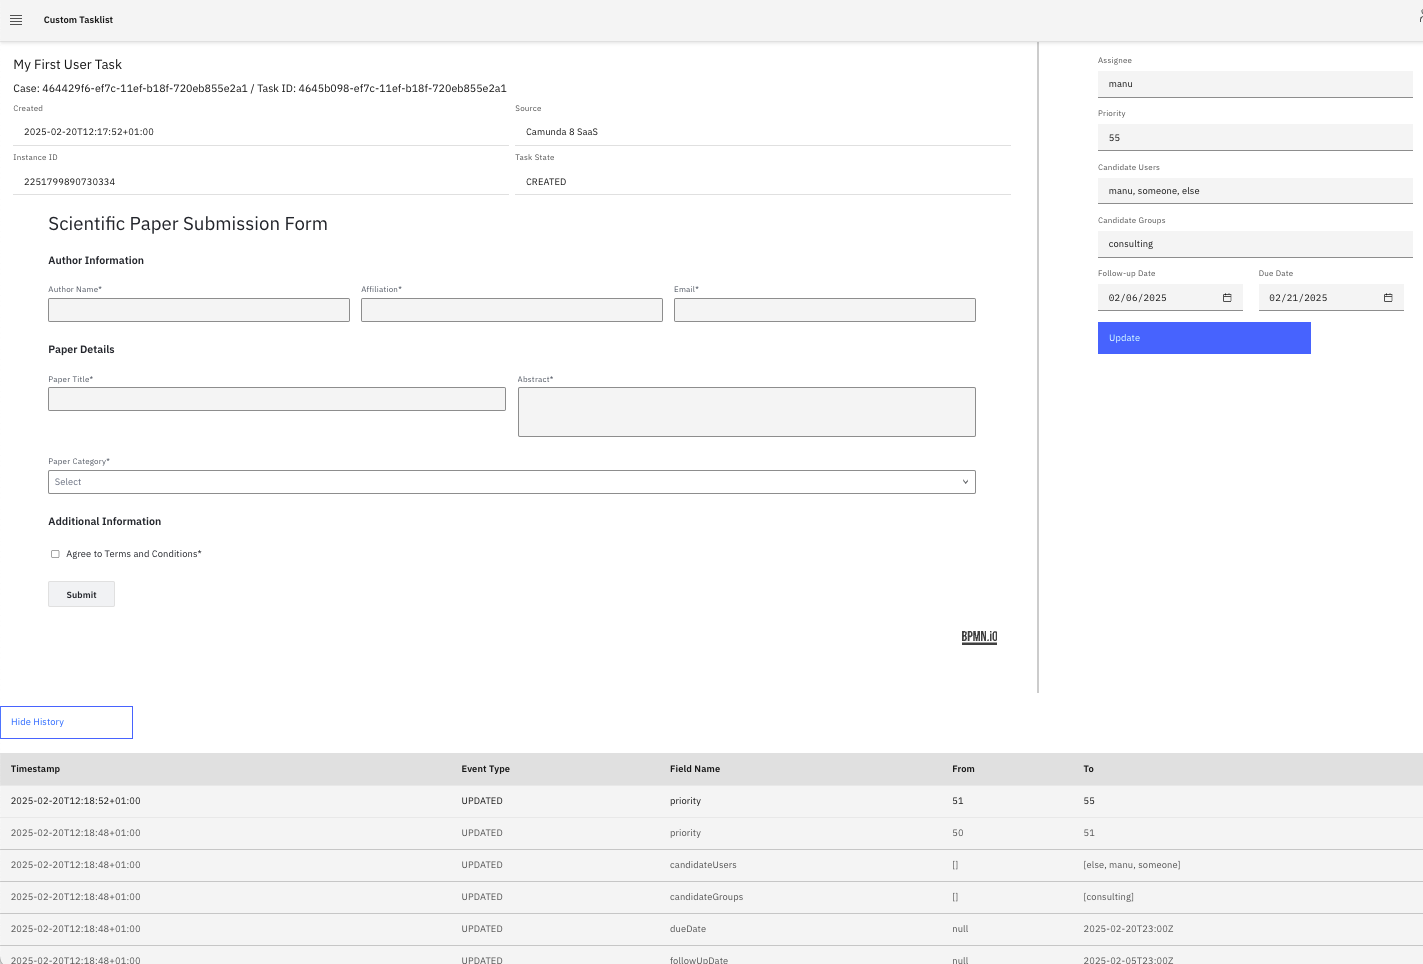 Custom Tasklist
My First User Task
Case: 464429f6-ef7c-11ef-b18f-720eb855e2a1 / Task ID: 4645b098-ef7c-11ef-b18f-720eb855e2a1
Created
2025-02-20T12:17:52+01:00
Source
Camunda 8 SaaS
Instance ID
2251799890730334
Task State
CREATED
Scientific Paper Submission Form
Author Information
Author Name*
Affiliation*
Email*
Paper Details
Paper Title*
Abstract*
Paper Category*
Select
Additional Information
Agree to Terms and Conditions*
Submit
BPMN.iO
Assignee
manu
Priority
55
Candidate Users
manu, someone, else
Candidate Groups
consulting
Follow-up Date
02/06/2025
Due Date
02/21/2025
Update
Hide History
Timestamp Event Type Field Name From To
2025-02-20T12:18:52+01:00 UPDATED priority 51 55
2025-02-20T12:18:48+01:00 UPDATED priority 50 51
2025-02-20T12:18:48+01:00 UPDATED candidateUsers [] [else, manu, someone]
2025-02-20T12:18:48+01:00 UPDATED candidateGroups [] [consulting]
2025-02-20T12:18:48+01:00 UPDATED dueDate null 2025-02-20T23:00Z
2025-02-20T12:18:48+01:00 UPDATED followUpDate null 2025-02-05T23:00Z